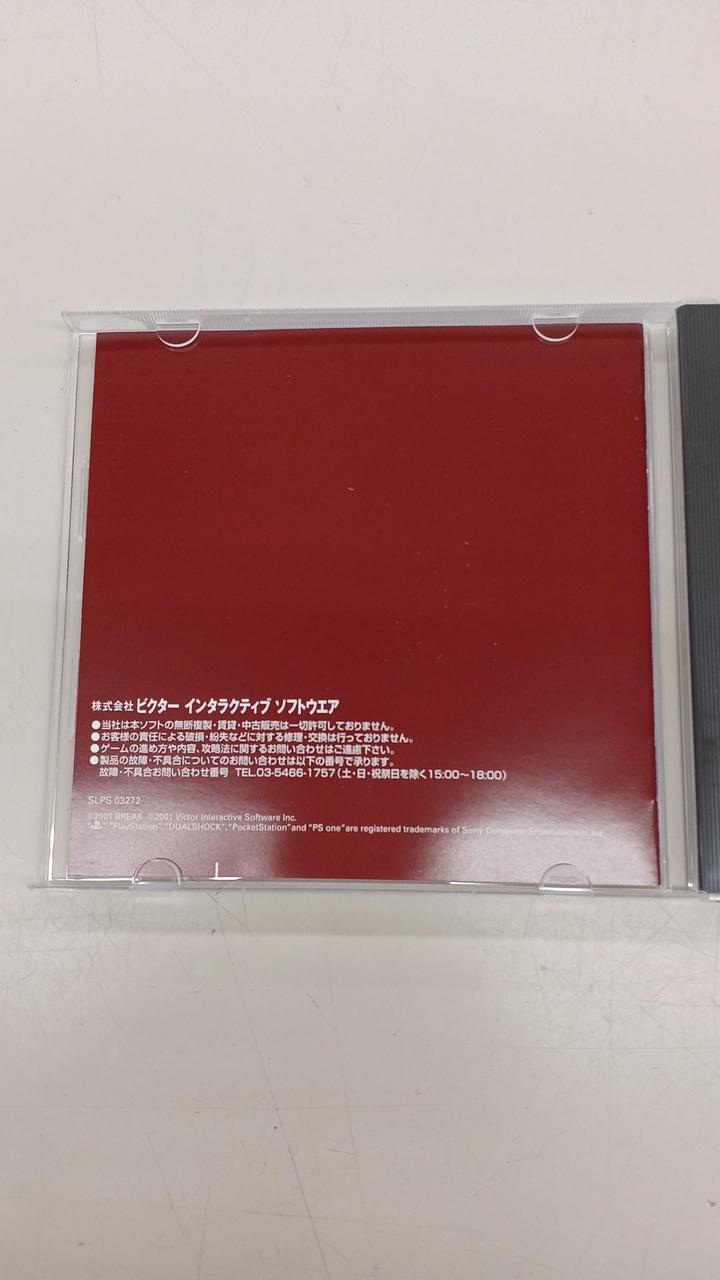 株式会社 ビクター インタラクティブ ソフトウエア
●当社は本ソフトの無断複製・賃貸・中古販売は一切許可しておりません。
●お客様の責任による破損・紛失などに対する修理・交換は行っておりません。
●ゲームの進め方や内容、攻略法に関するお問い合わせはご遠慮下さい。
●製品の故障・不具合についてのお問い合わせは以下の番号で承ります。
故障・不具合お問い合わせ番号 TEL.03-5466-1757(土・日・祝祭日を除く15:00〜18:00)
SLPS 03272
©2001 BREAK ©2001 Victor Interactive Software Inc.
"PlayStation", "DUALSHOCK", "PocketStation" and "PS one" are registered trademarks of Sony Computer Entertainment Inc.